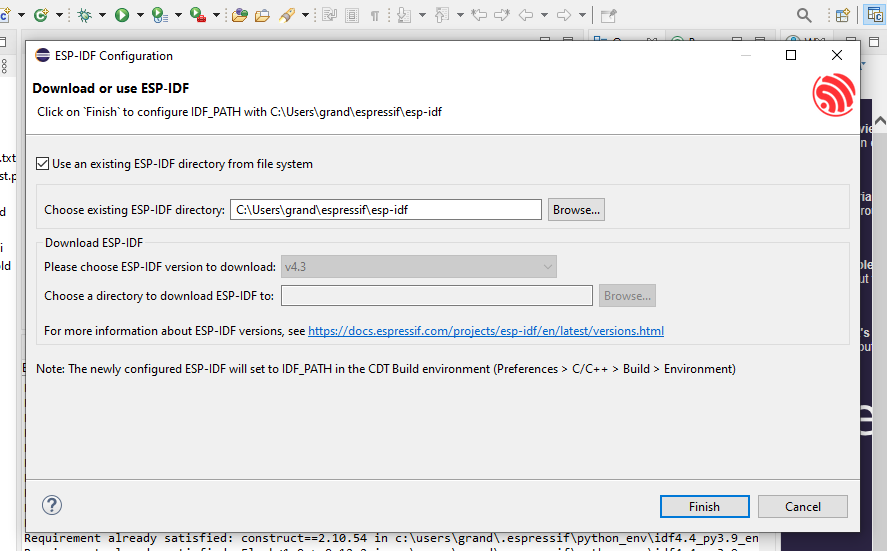 ESP-IDF Configuration
Download or use ESP-IDF
Click on `Finish` to configure IDF_PATH with C:\Users\grand\espressif\esp-idf
Use an existing ESP-IDF directory from file system
Choose existing ESP-IDF directory: C:\Users\grand\espressif\esp-idf Browse...
Download ESP-IDF
Please choose ESP-IDF version to download: v4.3
Choose a directory to download ESP-IDF to: Browse...
For more information about ESP-IDF versions, see https://docs.espressif.com/projects/esp-idf/en/latest/versions.html
Note: The newly configured ESP-IDF will set to IDF_PATH in the CDT Build environment (Preferences > C/C++ > Build > Environment)
Finish Cancel
Requirement already satisfied: construct==2.10.54 in c:\users\grand\.espressif\python_env\idf4.4_py3.9_en